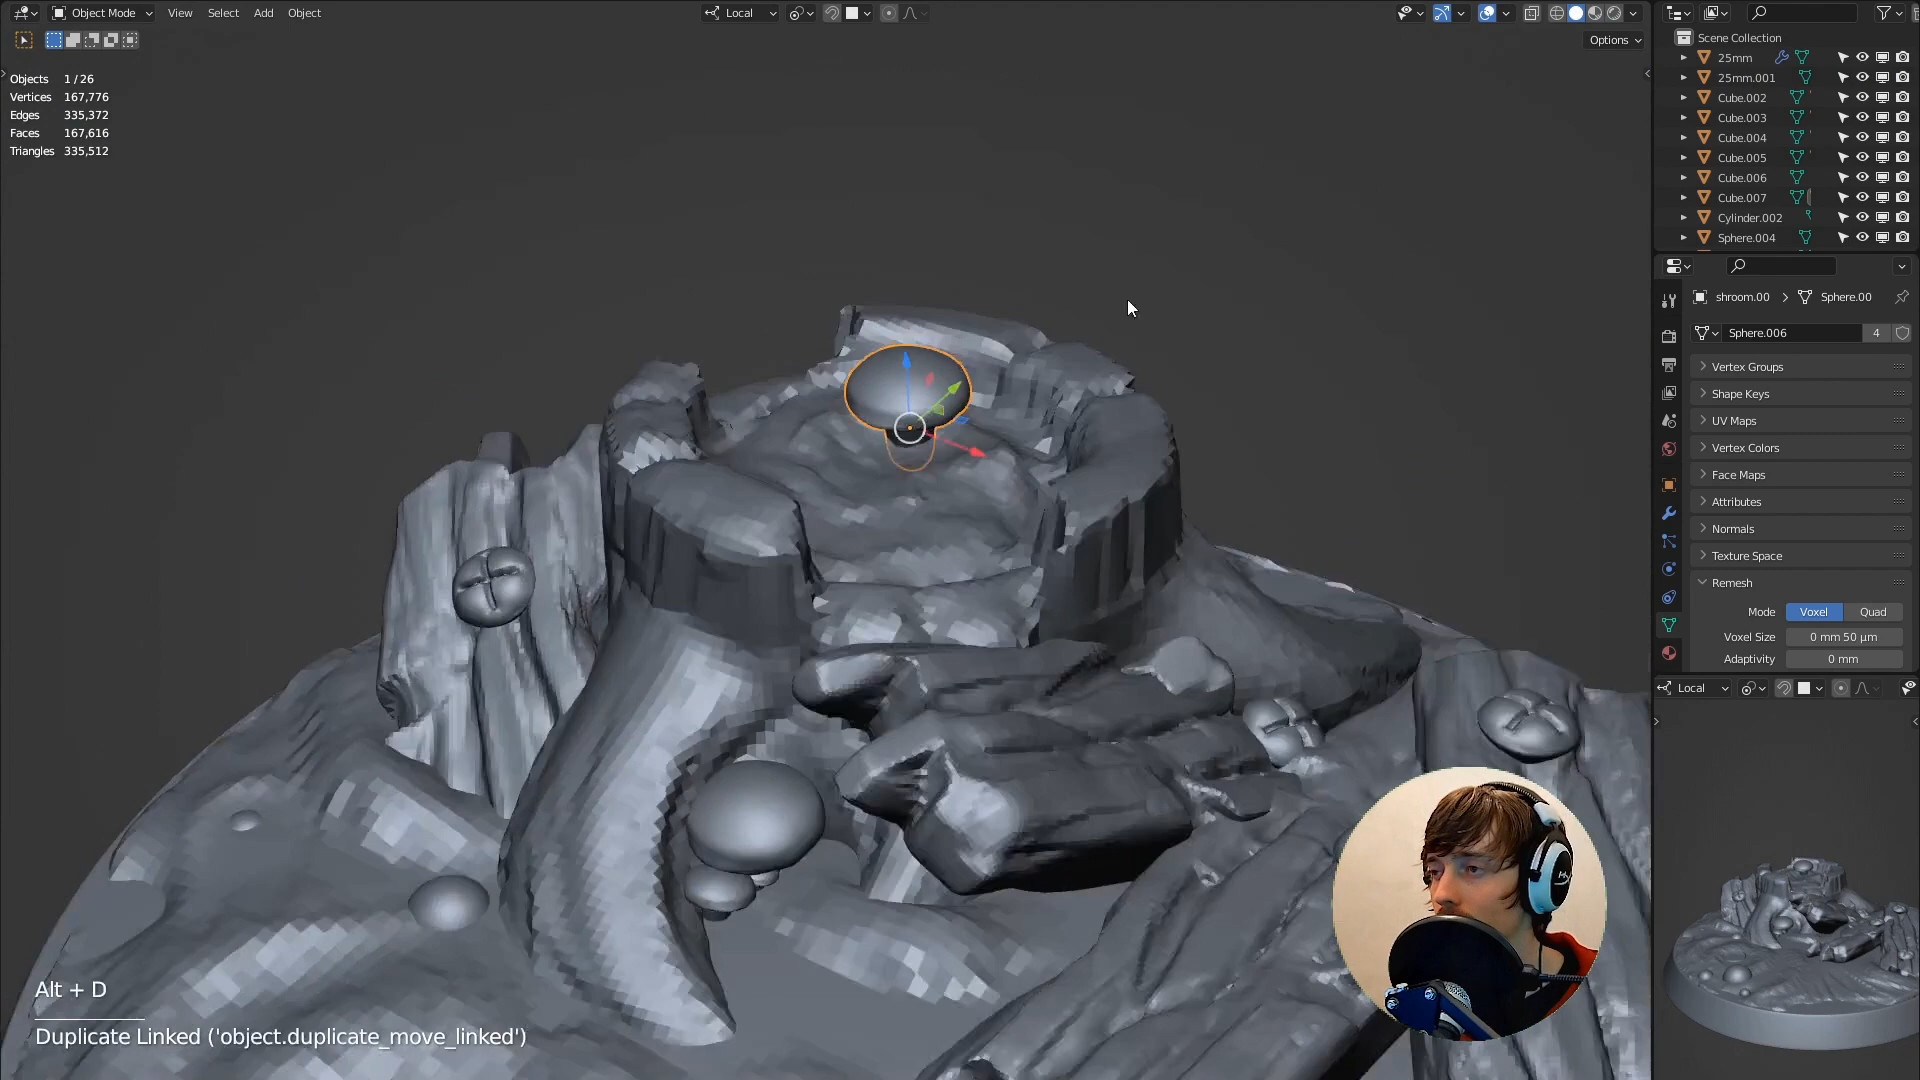 Object Mode View Select Add Object Local
Options
Objects 1 / 26
Vertices 167,776
Edges 335,372
Faces 167,616
Triangles 335,512
Scene Collection
25mm
25mm.001
Cube.002
Cube.003
Cube.004
Cube.005
Cube.006
Cube.007
Cylinder.002
Sphere.004
shroom.00 Sphere.00
Sphere.006 4
Vertex Groups
Shape Keys
UV Maps
Vertex Colors
Face Maps
Attributes
Normals
Texture Space
Remesh
Mode Voxel Quad
Voxel Size 0 mm 50 µm
Adaptivity 0 mm
Local
Alt + D
Duplicate Linked ('object.duplicate_move_linked')